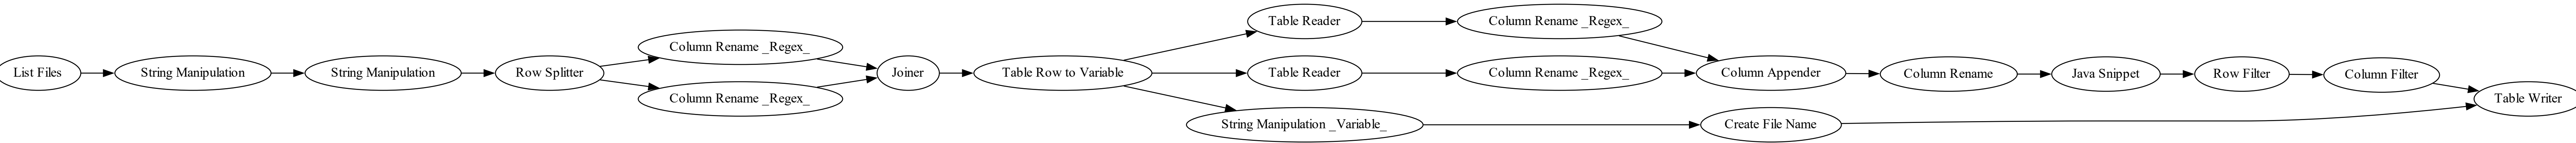 List Files
String Manipulation
String Manipulation
Row Splitter
Column Rename _Regex_
Column Rename _Regex_
Joiner
Table Row to Variable
Table Reader
Column Rename _Regex_
Table Reader
Column Rename _Regex_
String Manipulation _Variable_
Create File Name
Column Appender
Column Rename
Java Snippet
Row Filter
Column Filter
Table Writer